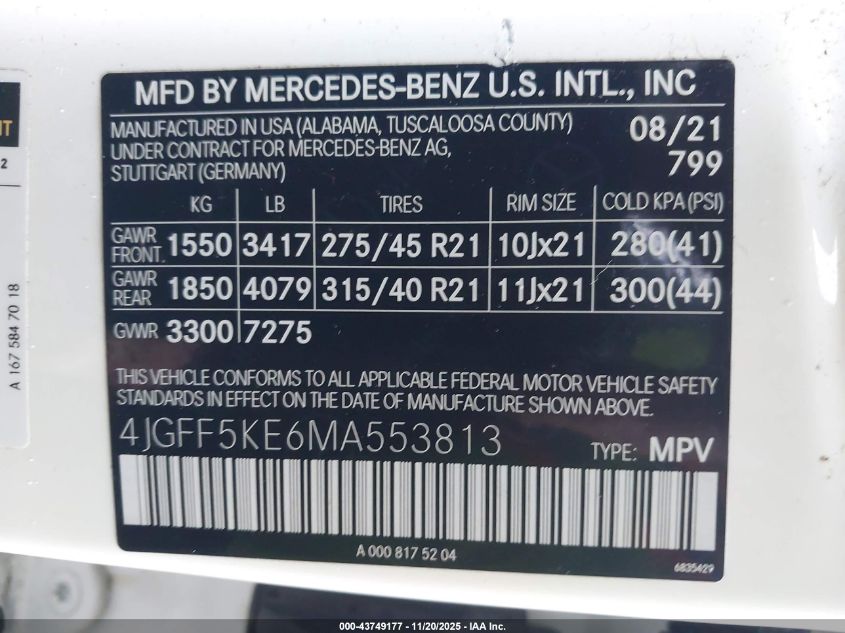 MFD BY MERCEDES-BENZ U.S. INTL., INC
MANUFACTURED IN USA (ALABAMA, TUSCALOOSA COUNTY) 08/21
UNDER CONTRACT FOR MERCEDES-BENZ AG, 799
STUTTGART (GERMANY)
KG LB TIRES RIM SIZE COLD KPA (PSI)
GAWR FRONT 1550 3417 275/45 R21 10Jx21 280(41)
GAWR REAR 1850 4079 315/40 R21 11Jx21 300(44)
GVWR 3300 7275
THIS VEHICLE CONFORMS TO ALL APPLICABLE FEDERAL MOTOR VEHICLE SAFETY
STANDARDS IN EFFECT ON THE DATE OF MANUFACTURE SHOWN ABOVE.
4JGFF5KE6MA553813 TYPE: MPV
A 000 817 52 04
6835429
A 167 584 70 18
2
000-43749177 - 11/20/2025 - IAA Inc.